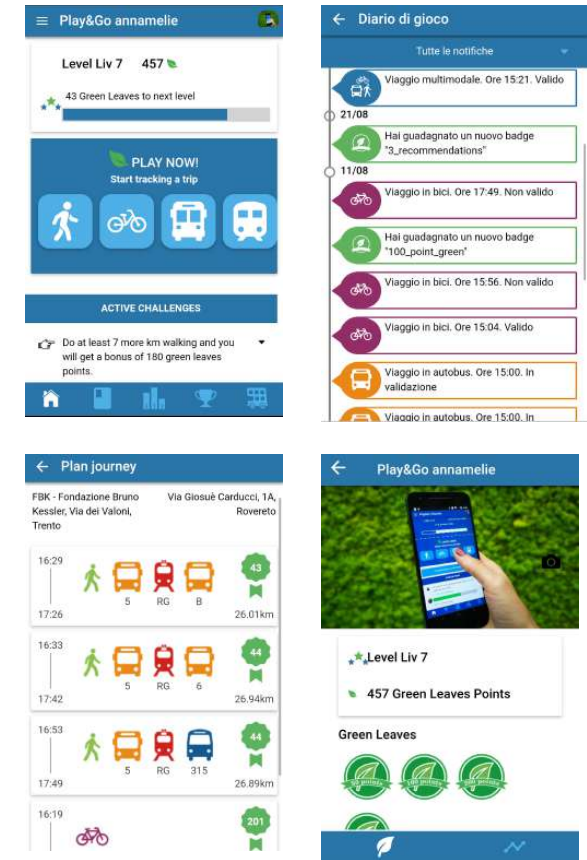 Play&Go annamelie
Level Liv 7 457
43 Green Leaves to next level
PLAY NOW!
Start tracking a trip
ACTIVE CHALLENGES
Do at least 7 more km walking and you
will get a bonus of 180 green leaves
points.
Diario di gioco
Tutte le notifiche
Viaggio multimodale. Ore 15:21. Valido
21/08
Hai guadagnato un nuovo badge
"3_recommendations"
11/08
Viaggio in bici. Ore 17:49. Non valido
Hai guadagnato un nuovo badge
"100_point_green"
Viaggio in bici. Ore 15:56. Non valido
Viaggio in bici. Ore 15:04. Valido
Viaggio in autobus. Ore 15:00. In
validazione
Viaggio in autobus. Ore 15:00. In
Plan journey
FBK - Fondazione Bruno
Kessler, Via dei Valoni,
Trento
Via Giosuè Carducci, 1A,
Rovereto
16:29
43
5 RG B
17:26 26.01km
16:33
44
5 RG 6
17:42 26.94km
16:53
44
5 RG 315
17:49 26.89km
16:19
201
Play&Go annamelie
Level Liv 7
457 Green Leaves Points
Green Leaves